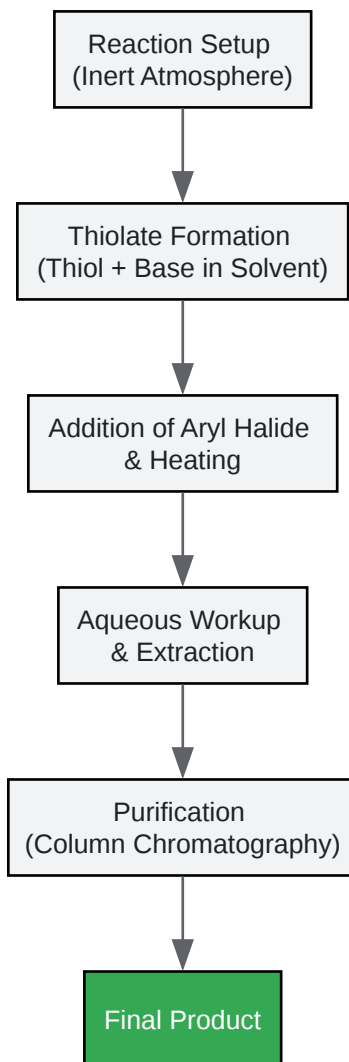 Reaction Setup
(Inert Atmosphere)
Thiolate Formation
(Thiol + Base in Solvent)
Addition of Aryl Halide
& Heating
Aqueous Workup
& Extraction
Purification
(Column Chromatography)
Final Product